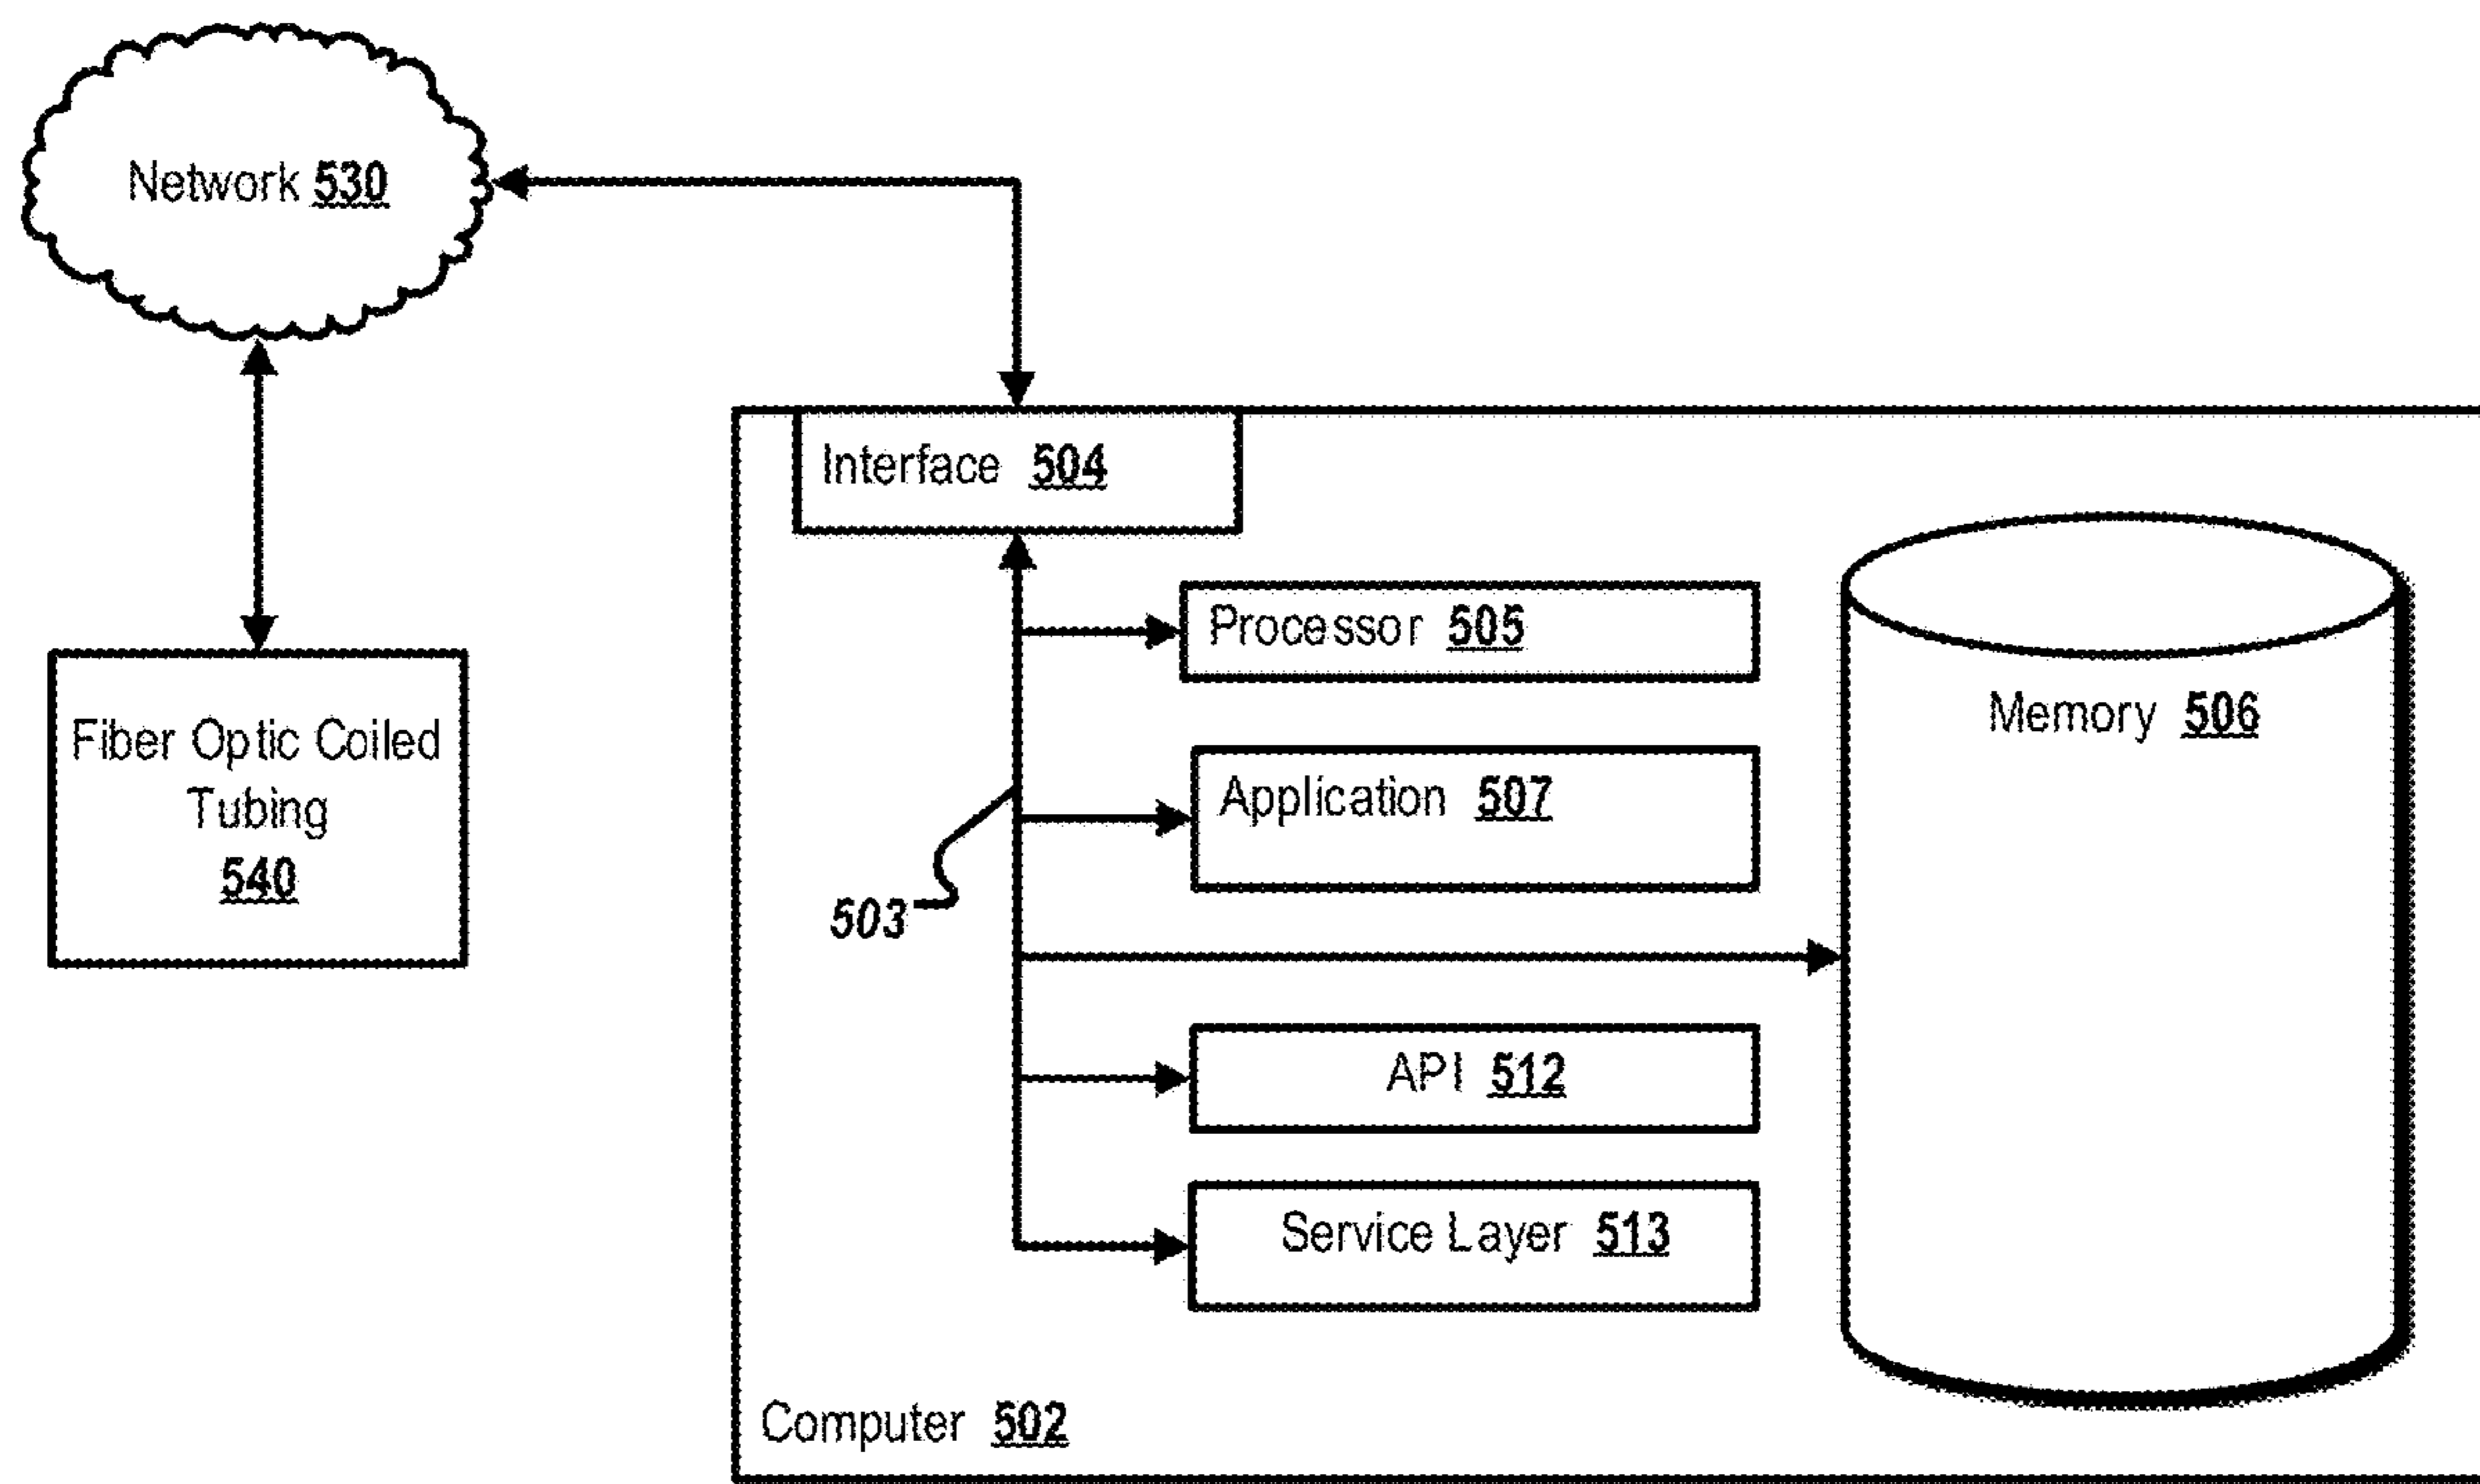 Network 530
Interface 504
Processor 505
Memory 506
Fiber Optic Coiled
Tubing
540
Application 507
503
API 512
Service Layer 513
Computer 502